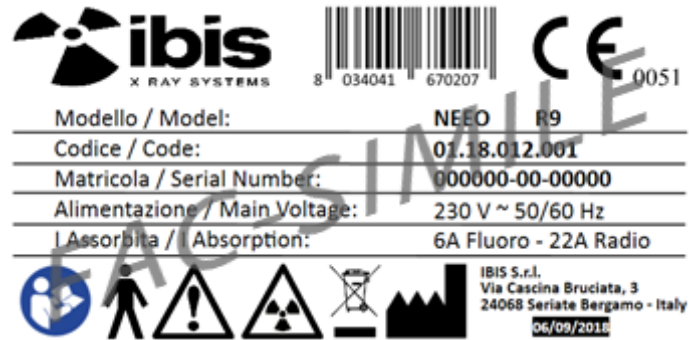 ibis
X RAY SYSTEMS
8 034041 670207
CE 0051
Modello / Model: NEEO R9
Codice / Code: 01.18.012.001
Matricola / Serial Number: 000000-00-00000
Alimentazione / Main Voltage: 230 V ~ 50/60 Hz
I Assorbita / I Absorption: 6A Fluoro - 22A Radio
FAC-SIMILE
IBIS S.r.l.
Via Cascina Bruciata, 3
24068 Seriate Bergamo - Italy
06/09/2018